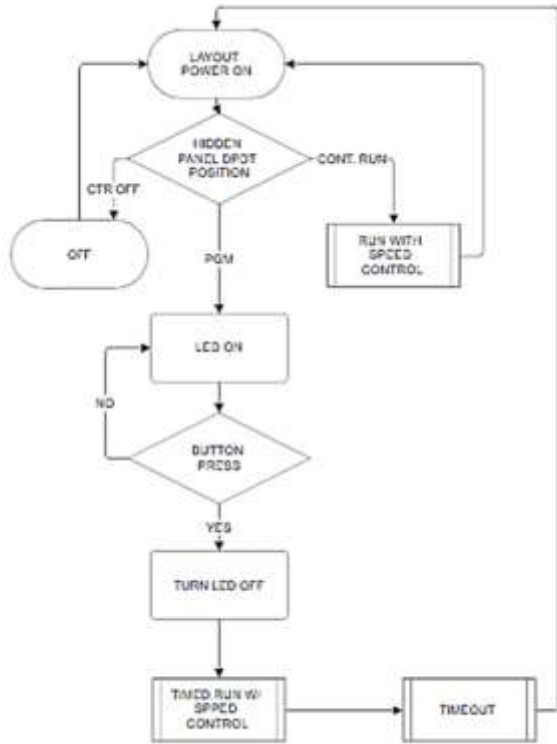 LAYOUT
POWER ON
HIDDEN
PANEL DPDT
POSITION
CONT. RUN
CTR OFF
OFF
RUN WITH
SPEED
CONTROL
PGM
LED ON
NO
BUTTON
PRESS
YES
TURN LED OFF
TIMED RUN W/
SPPED
CONTROL
TIMEOUT